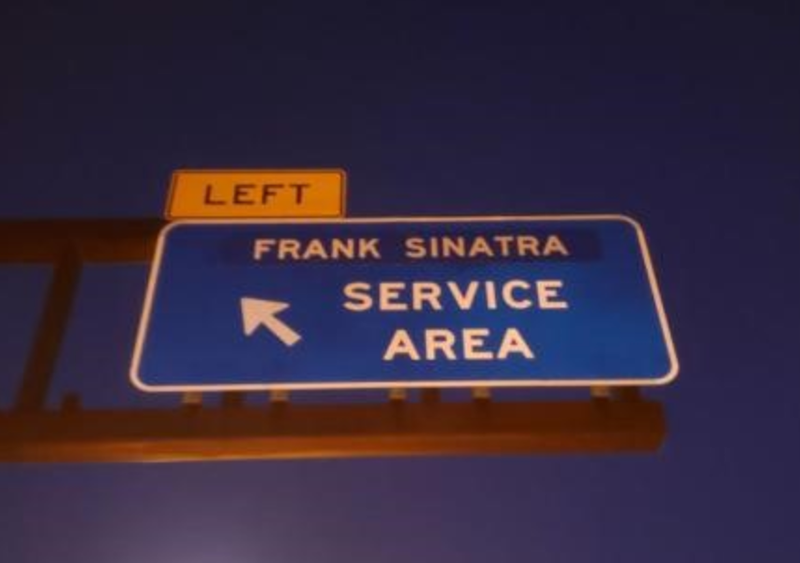 LEFT
FRANK SINATRA
SERVICE
AREA